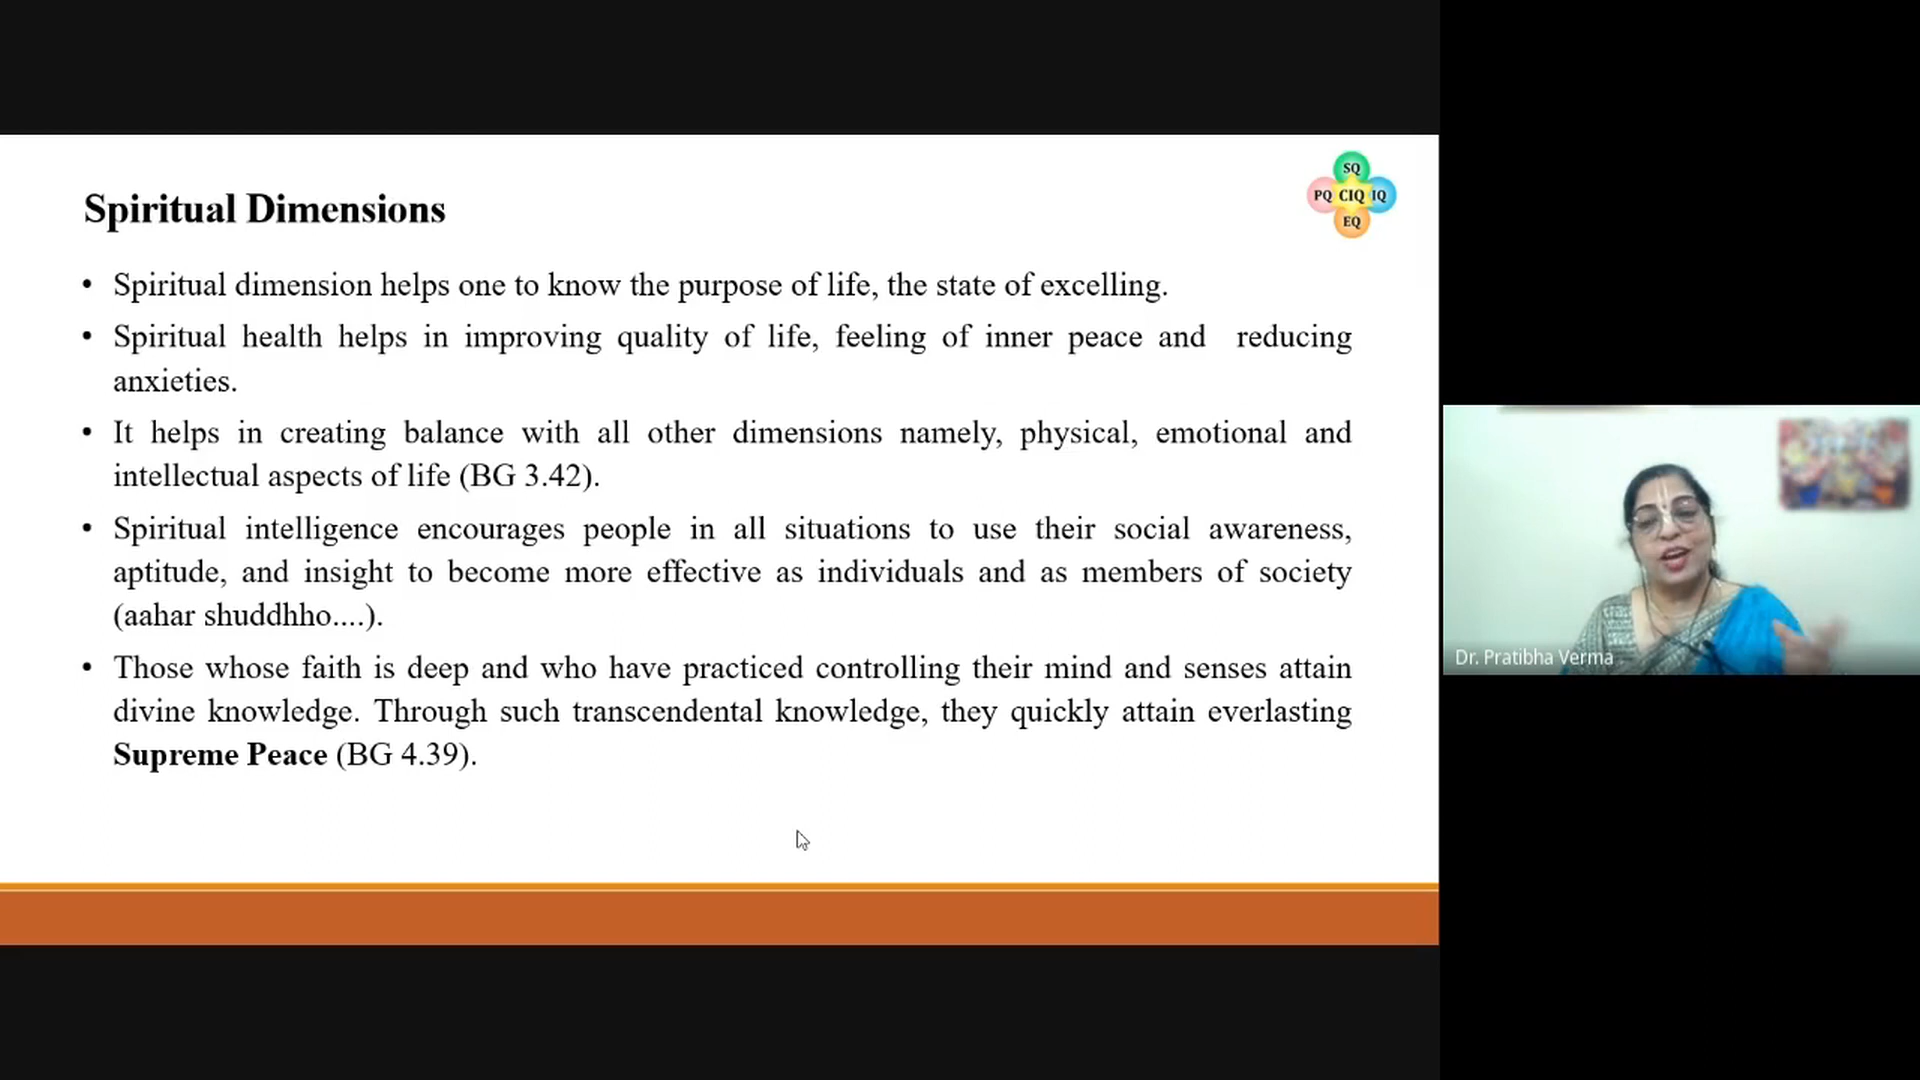 Spiritual Dimensions
SQ
PQ CIQ IQ
EQ
• Spiritual dimension helps one to know the purpose of life, the state of excelling.
• Spiritual health helps in improving quality of life, feeling of inner peace and reducing
anxieties.
• It helps in creating balance with all other dimensions namely, physical, emotional and
intellectual aspects of life (BG 3.42).
• Spiritual intelligence encourages people in all situations to use their social awareness,
aptitude, and insight to become more effective as individuals and as members of society
(aahar shuddhho....).
• Those whose faith is deep and who have practiced controlling their mind and senses attain
divine knowledge. Through such transcendental knowledge, they quickly attain everlasting
Supreme Peace (BG 4.39).
Dr. Pratibha Verma